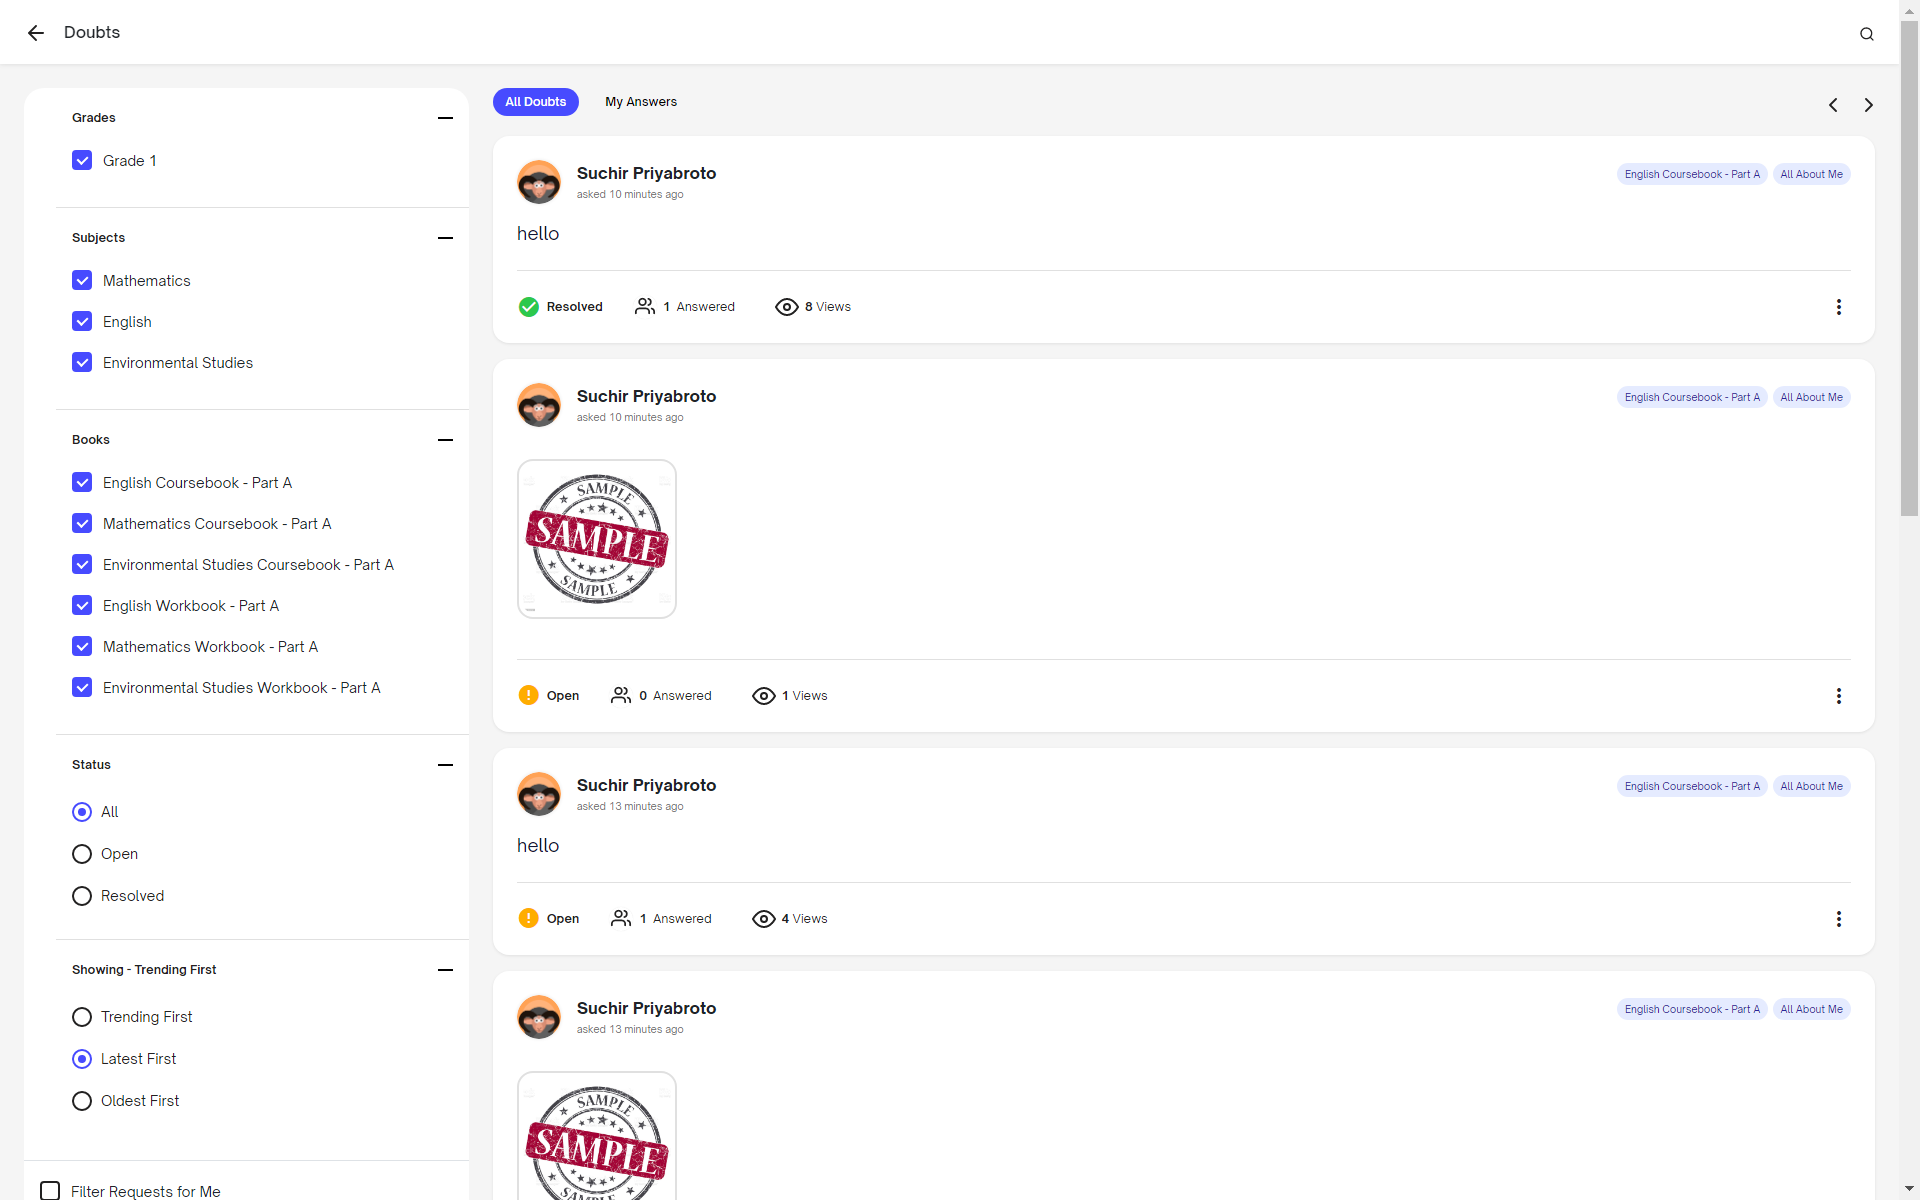 Doubts
Grades
Grade 1
Subjects
Mathematics
English
Environmental Studies
Books
English Coursebook - Part A
Mathematics Coursebook - Part A
Environmental Studies Coursebook - Part A
English Workbook - Part A
Mathematics Workbook - Part A
Environmental Studies Workbook - Part A
Status
All
Open
Resolved
Showing - Trending First
Trending First
Latest First
Oldest First
Filter Requests for Me
All Doubts My Answers
Suchir Priyabroto English Coursebook - Part A All About Me
asked 10 minutes ago
hello
Resolved 1 Answered 8 Views
Suchir Priyabroto English Coursebook - Part A All About Me
asked 10 minutes ago
SAMPLE
SAMPLE
SAMPLE
Open 0 Answered 1 Views
Suchir Priyabroto English Coursebook - Part A All About Me
asked 13 minutes ago
hello
Open 1 Answered 4 Views
Suchir Priyabroto English Coursebook - Part A All About Me
asked 13 minutes ago
SAMPLE
SAMPLE
SAMPLE